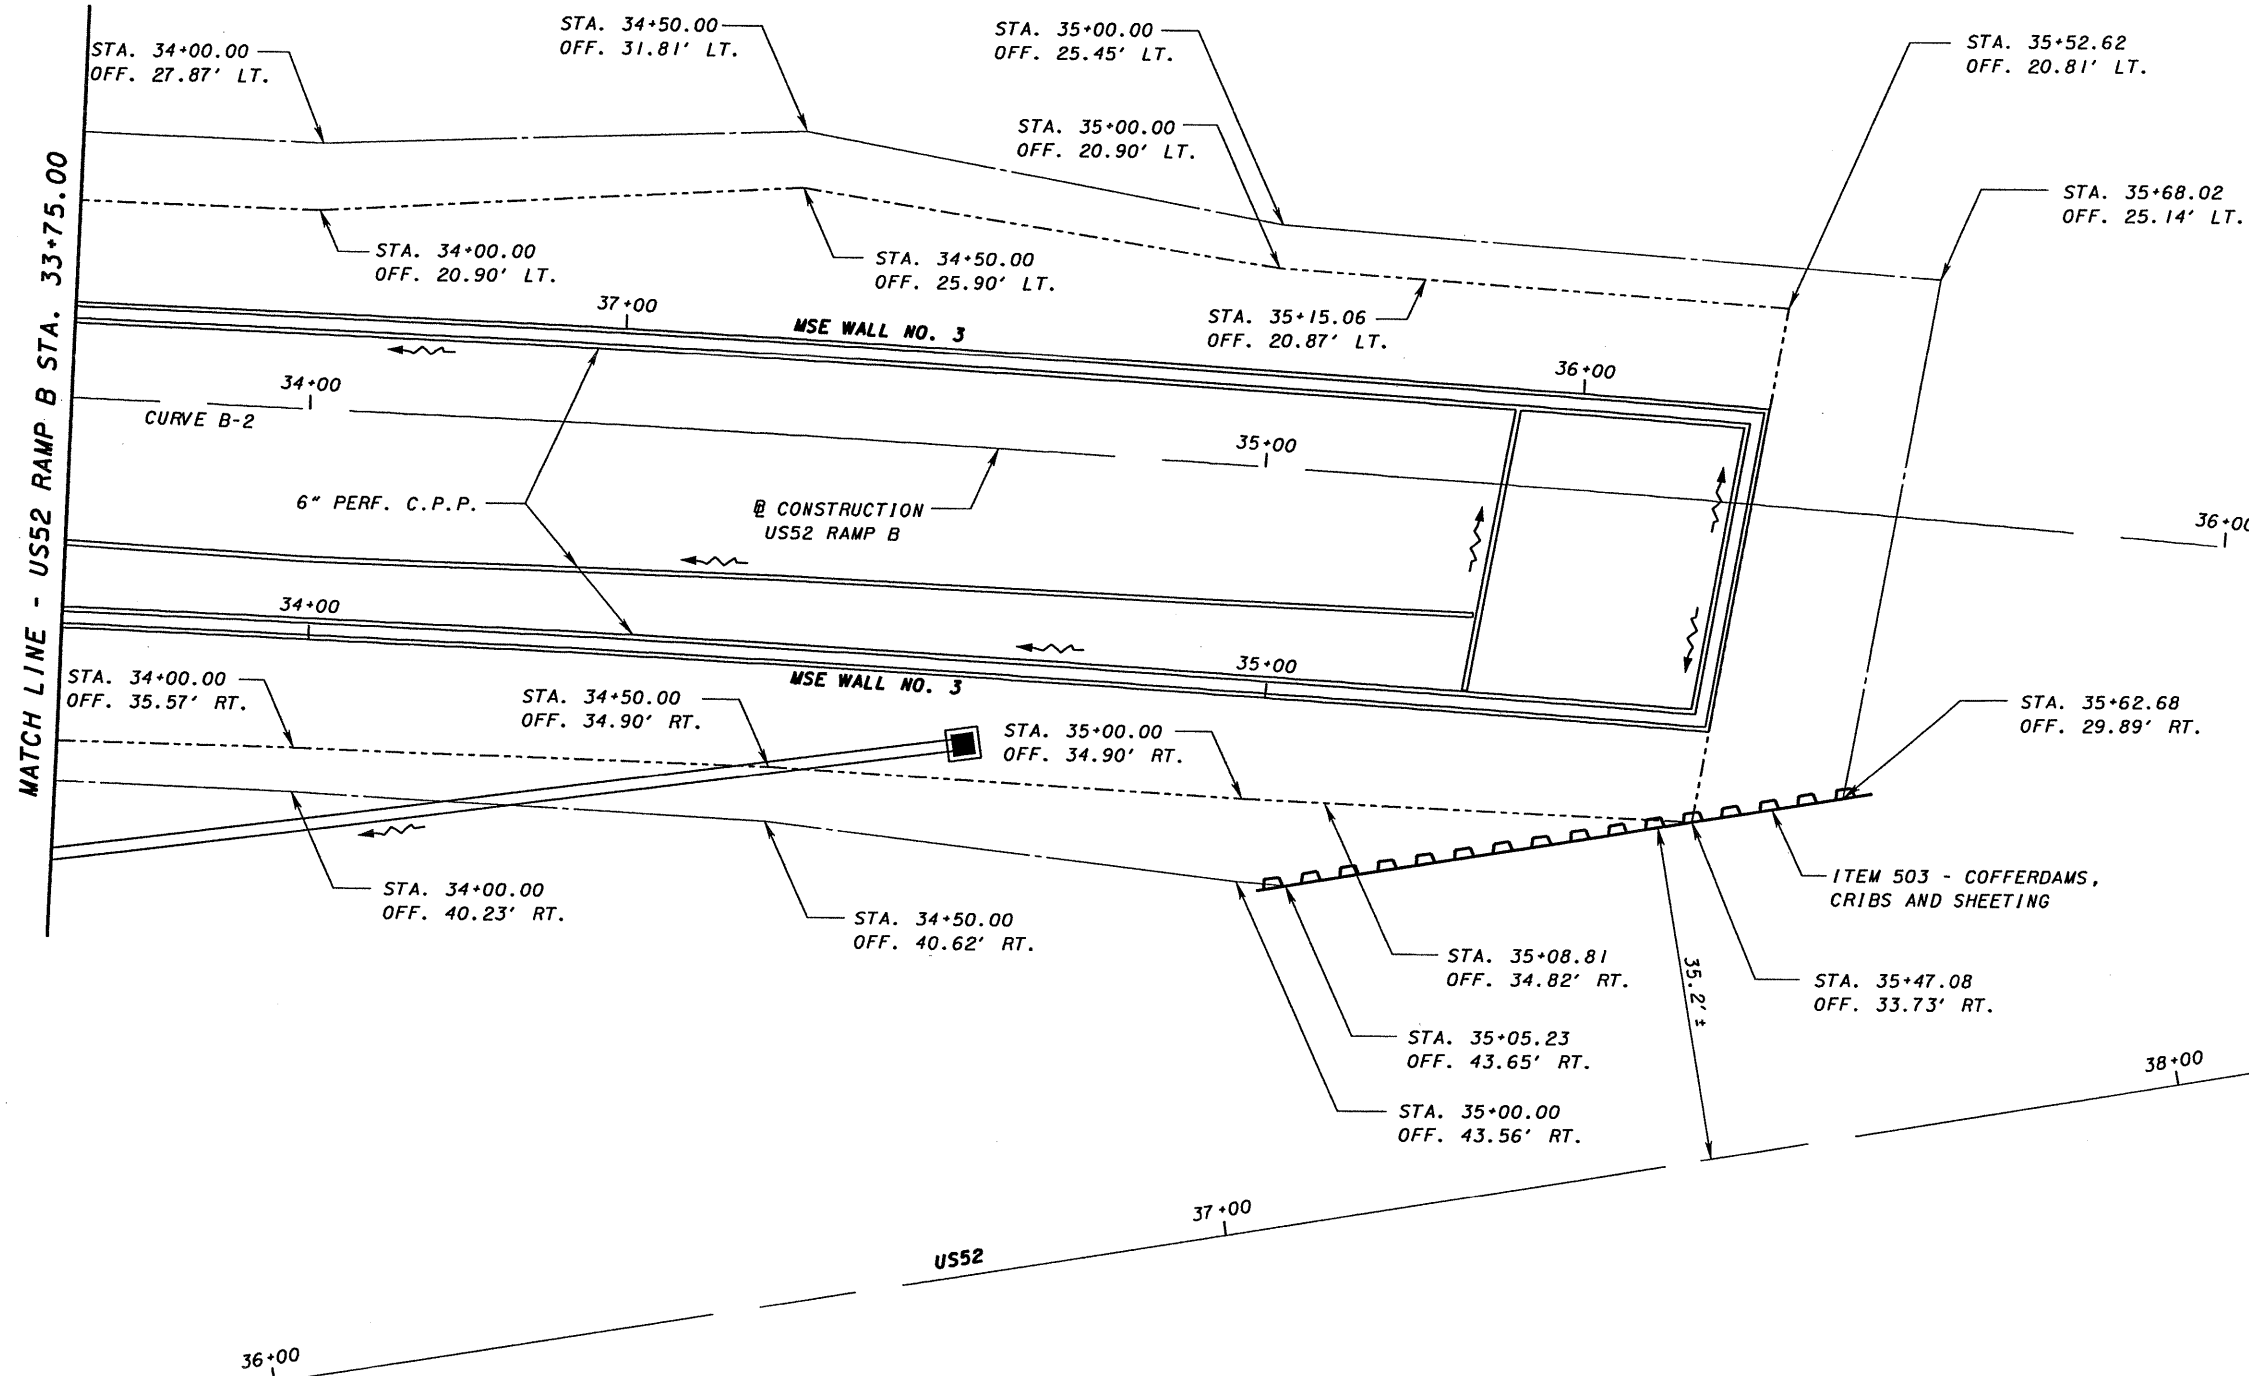 STA. 34+00.00
OFF. 27.87' LT.
STA. 34+50.00
OFF. 31.81' LT.
STA. 35+00.00
OFF. 25.45' LT.
STA. 35+52.62
OFF. 20.81' LT.
STA. 35+00.00
OFF. 20.90' LT.
STA. 35+68.02
OFF. 25.14' LT.
STA. 34+00.00
OFF. 20.90' LT.
STA. 34+50.00
OFF. 25.90' LT.
STA. 35+15.06
OFF. 20.87' LT.
MATCH LINE - US52 RAMP B STA. 33+75.00
37+00
MSE WALL NO. 3
36+00
34+00
CURVE B-2
35+00
6" PERF. C.P.P.
CONSTRUCTION
US52 RAMP B
36+00
34+00
35+00
MSE WALL NO. 3
STA. 34+00.00
OFF. 35.57' RT.
STA. 34+50.00
OFF. 34.90' RT.
STA. 35+00.00
OFF. 34.90' RT.
STA. 35+62.68
OFF. 29.89' RT.
STA. 34+00.00
OFF. 40.23' RT.
STA. 34+50.00
OFF. 40.62' RT.
ITEM 503 - COFFERDAMS,
CRIBS AND SHEETING
STA. 35+08.81
OFF. 34.82' RT.
STA. 35+47.08
OFF. 33.73' RT.
35.2'±
STA. 35+05.23
OFF. 43.65' RT.
STA. 35+00.00
OFF. 43.56' RT.
38+00
37+00
US52
36+00